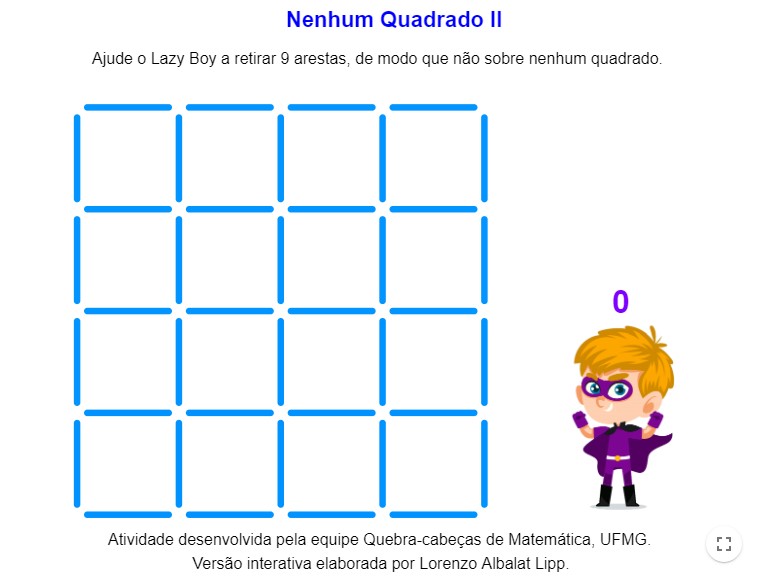 Nenhum Quadrado II
Ajude o Lazy Boy a retirar 9 arestas, de modo que não sobre nenhum quadrado.
0
Atividade desenvolvida pela equipe Quebra-cabeças de Matemática, UFMG.
Versão interativa elaborada por Lorenzo Albalat Lipp.